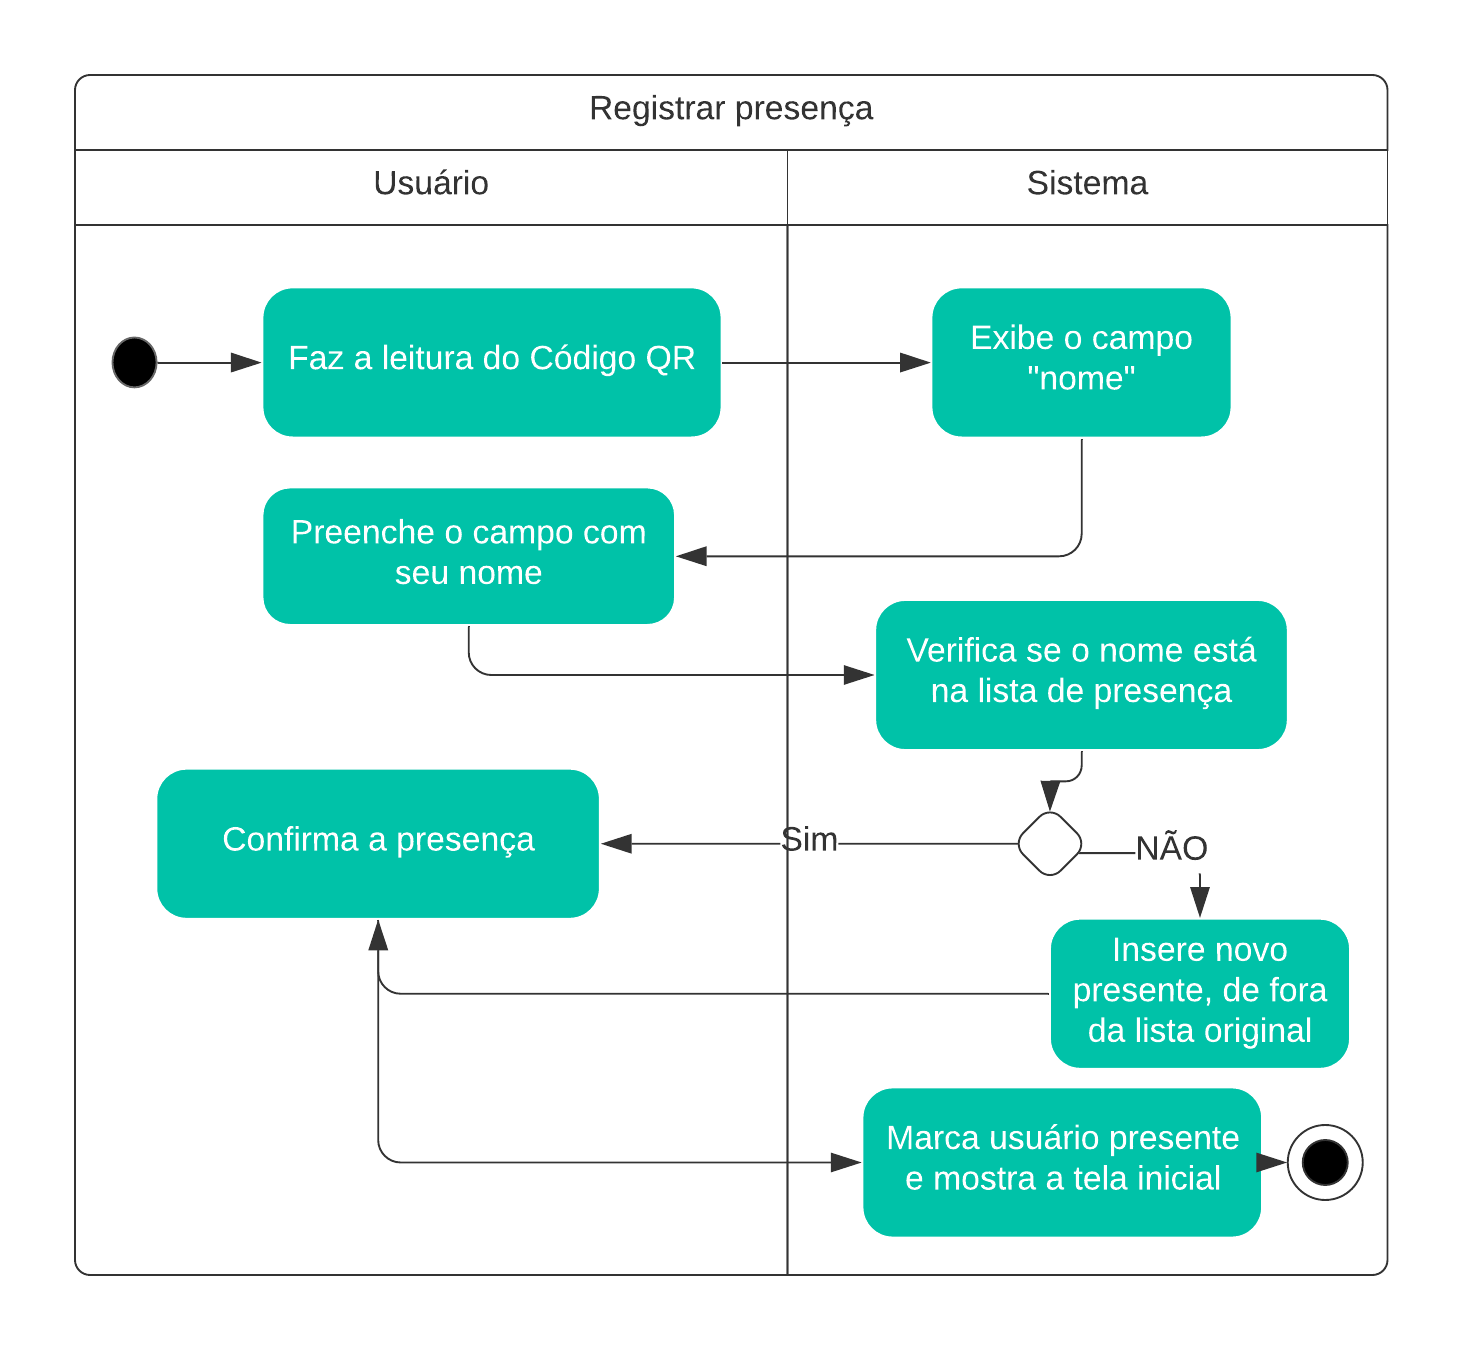 Registrar presença
Usuário
Sistema
Faz a leitura do Código QR
Exibe o campo
"nome"
Preenche o campo com
seu nome
Verifica se o nome está
na lista de presença
Confirma a presença
Sim
NÃO
Insere novo
presente, de fora
da lista original
Marca usuário presente
e mostra a tela inicial